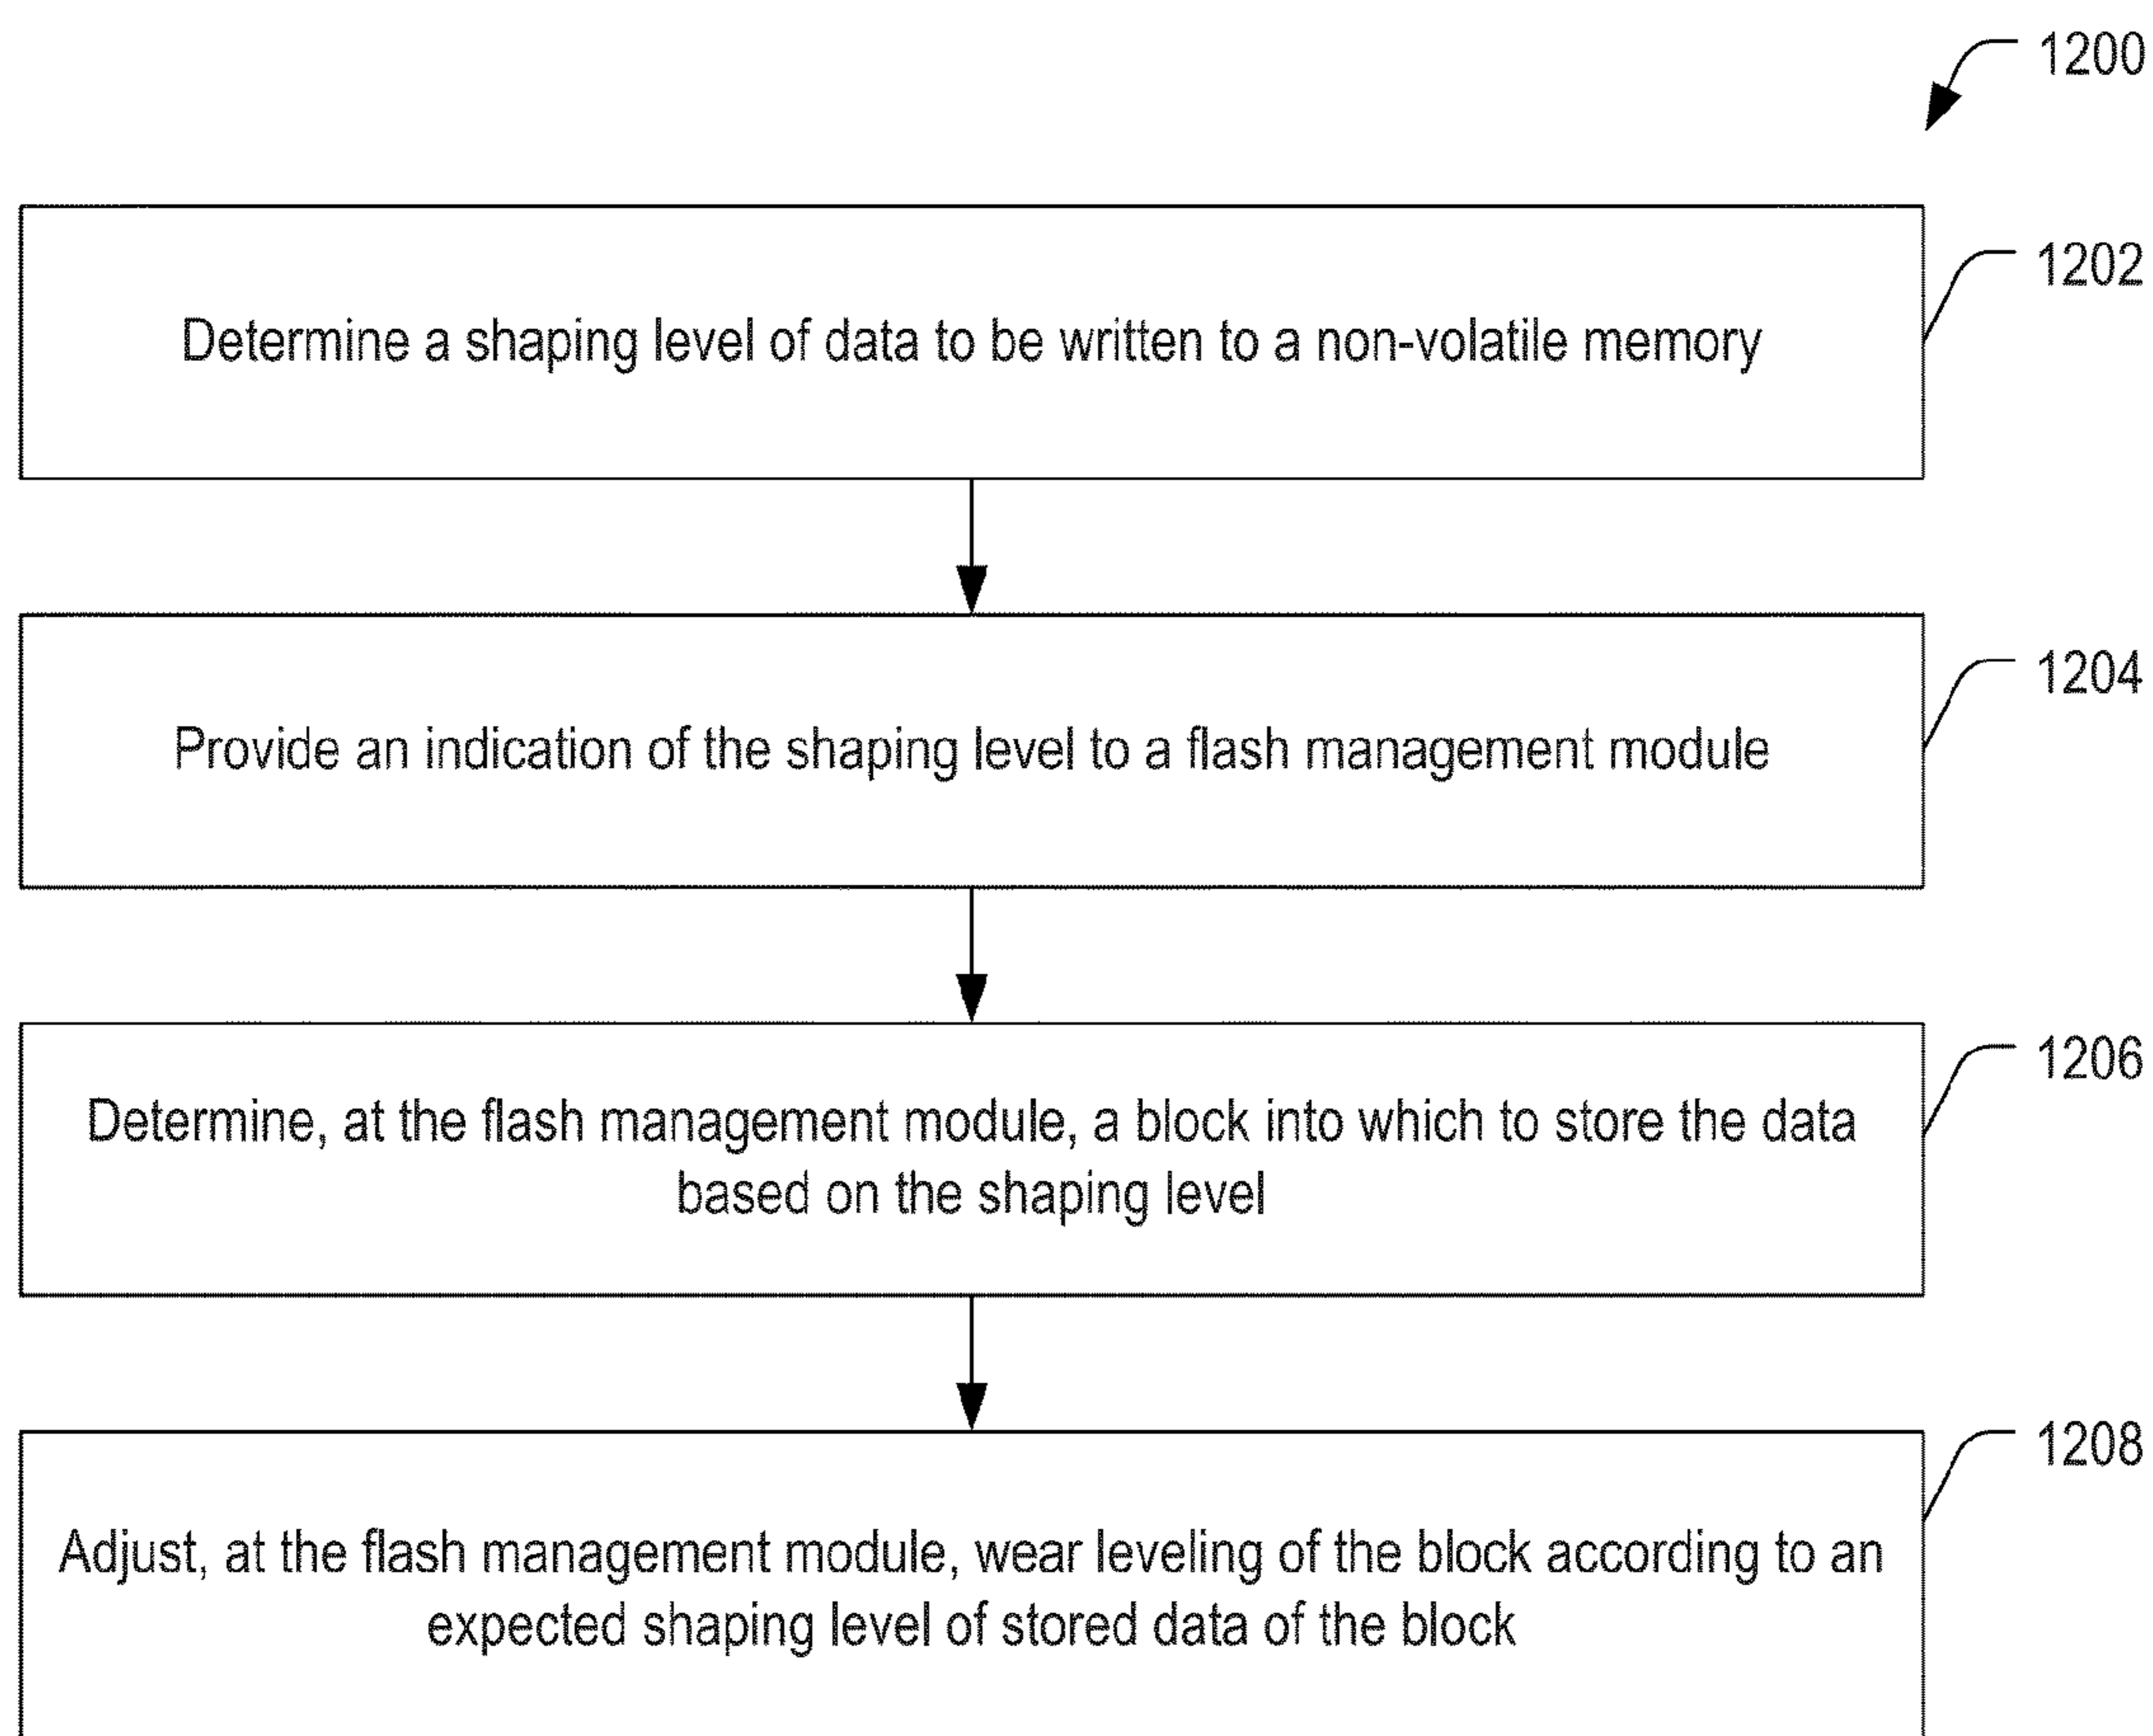 1200
1202
Determine a shaping level of data to be written to a non-volatile memory
1204
Provide an indication of the shaping level to a flash management module
1206
Determine, at the flash management module, a block into which to store the data
based on the shaping level
1208
Adjust, at the flash management module, wear leveling of the block according to an
expected shaping level of stored data of the block